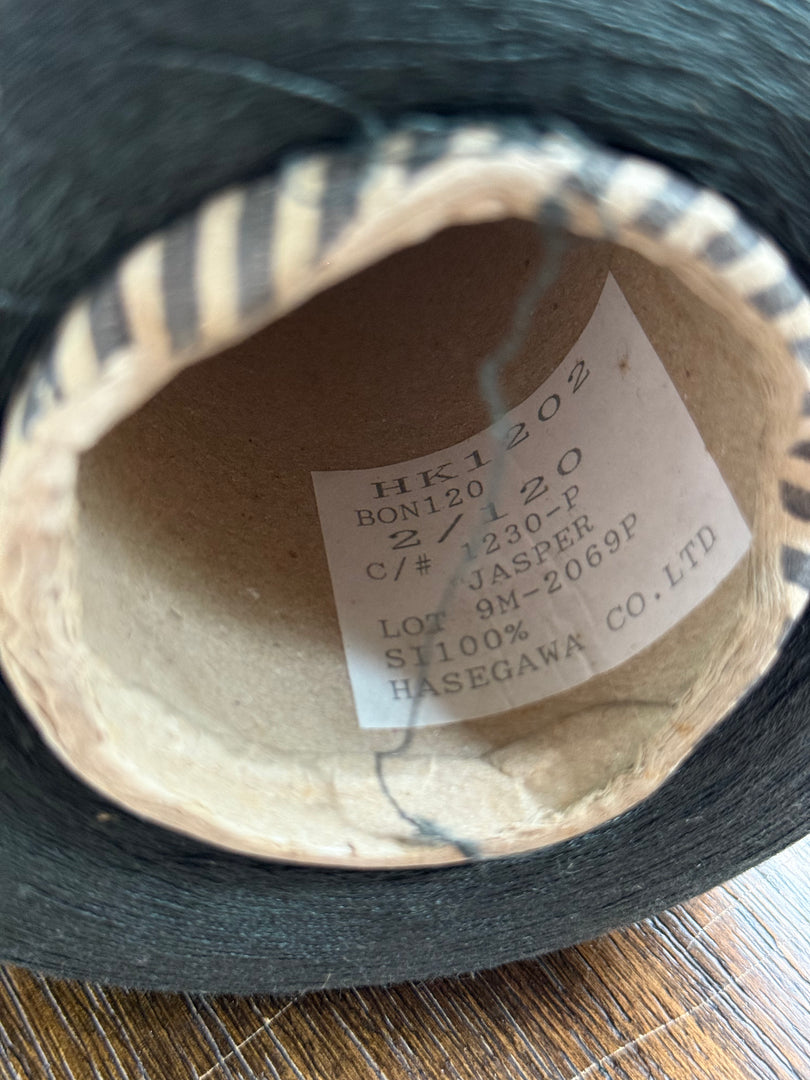 HK1202
BON120
2/120
C/# 1230-P
JASPER
LOT 9M-2069P
SI100%
HASEGAWA CO.LTD